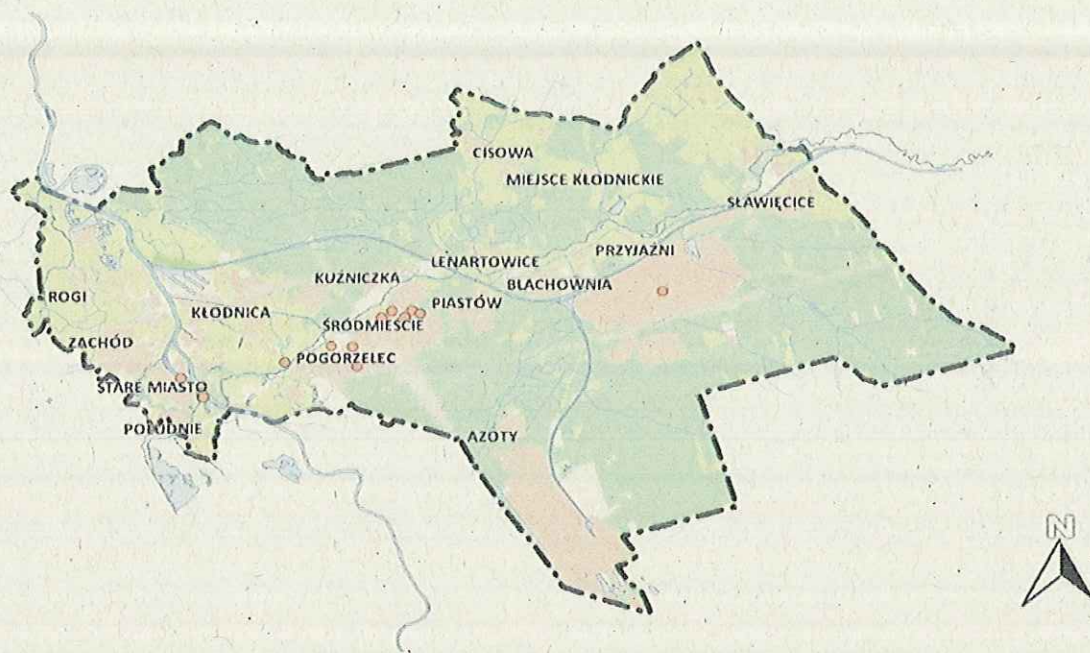 CISOWA
MIEJSCE KŁODNICKIE
SŁAWIĘCICE
PRZYJAŹNI
LENARTOWICE
KUŹNICZKA
BLACHOWNIA
ROGI
PIASTÓW
KŁODNICA
ŚRÓDMIEŚCIE
ZACHÓD
POGORZELEC
STARE MIASTO
POŁUDNIE
AZOTY
N